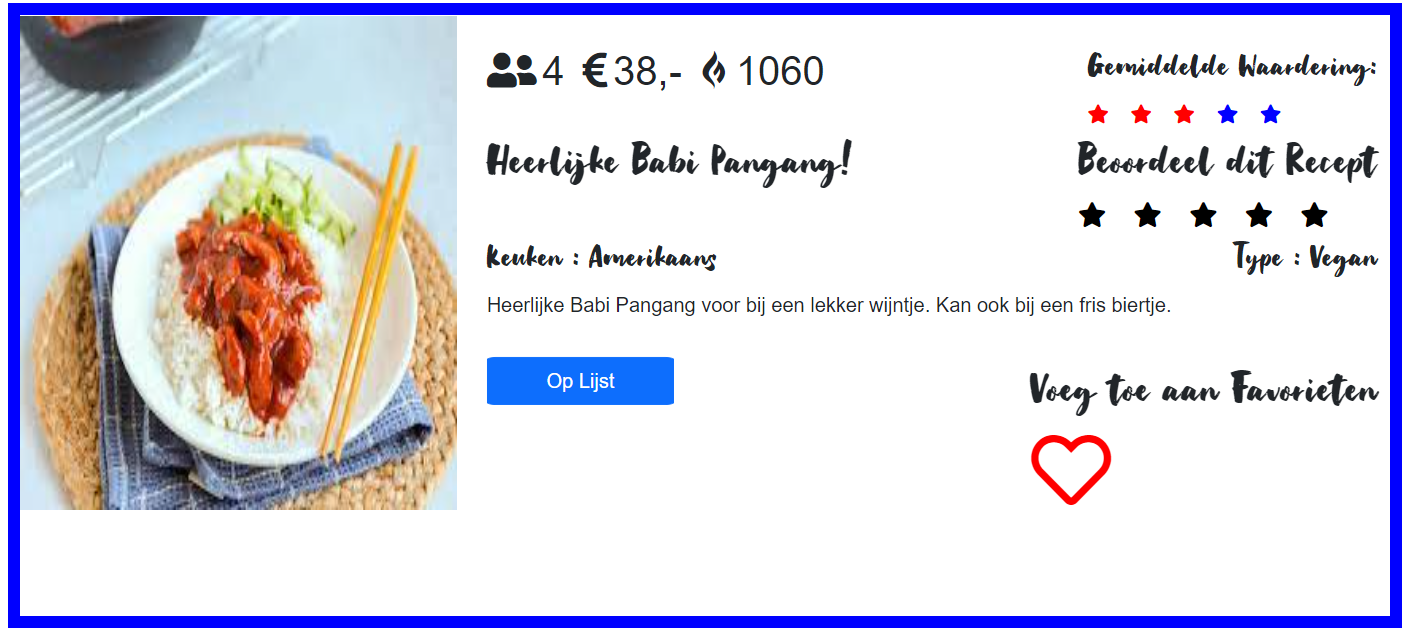 4 €38,- 1060
Gemiddelde Waardering:
Heerlijke Babi Pangang!
Beoordeel dit Recept
Keuken : Amerikaans
Type : Vegan
Heerlijke Babi Pangang voor bij een lekker wijntje. Kan ook bij een fris biertje.
Op Lijst
Voeg toe aan Favorieten